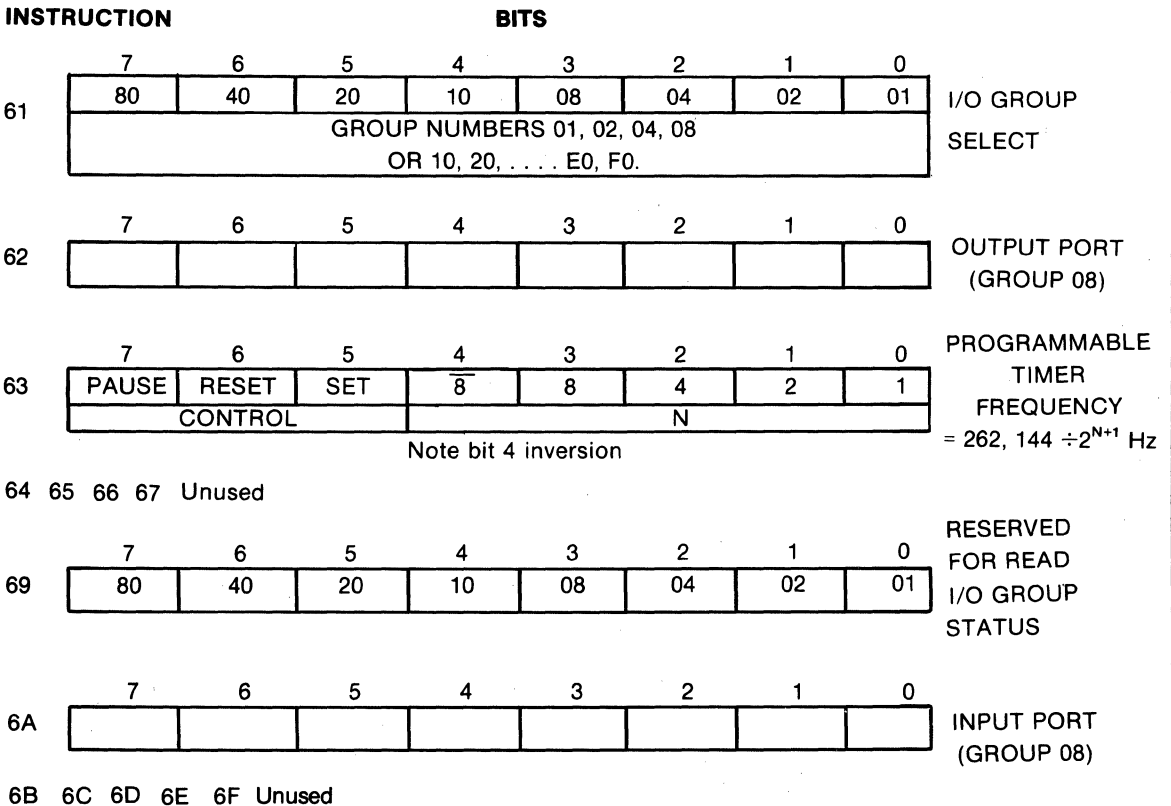 INSTRUCTION BITS
7 6 5 4 3 2 1 0
61 80 40 20 10 08 04 02 01 I/O GROUP
GROUP NUMBERS 01, 02, 04, 08 SELECT
OR 10, 20, . . . . E0, F0.
7 6 5 4 3 2 1 0
62 OUTPUT PORT
(GROUP 08)
7 6 5 4 3 2 1 0 PROGRAMMABLE
63 PAUSE RESET SET 8̅ 8 4 2 1 TIMER
CONTROL N FREQUENCY
Note bit 4 inversion = 262, 144 ÷2ᴺ⁺¹ Hz
64 65 66 67 Unused
RESERVED
7 6 5 4 3 2 1 0 FOR READ
69 80 40 20 10 08 04 02 01 I/O GROUP
STATUS
7 6 5 4 3 2 1 0
6A INPUT PORT
(GROUP 08)
6B 6C 6D 6E 6F Unused